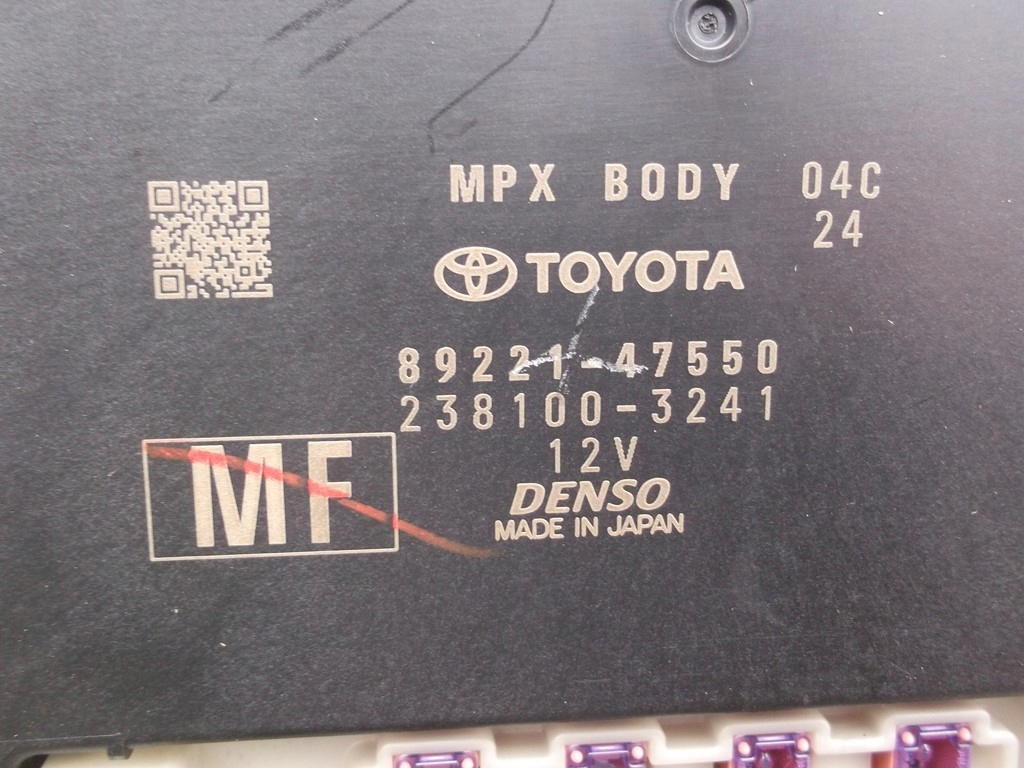 MPX BODY 04C
24
TOYOTA
89221-47550
238100-3241
12V
MF
DENSO
MADE IN JAPAN